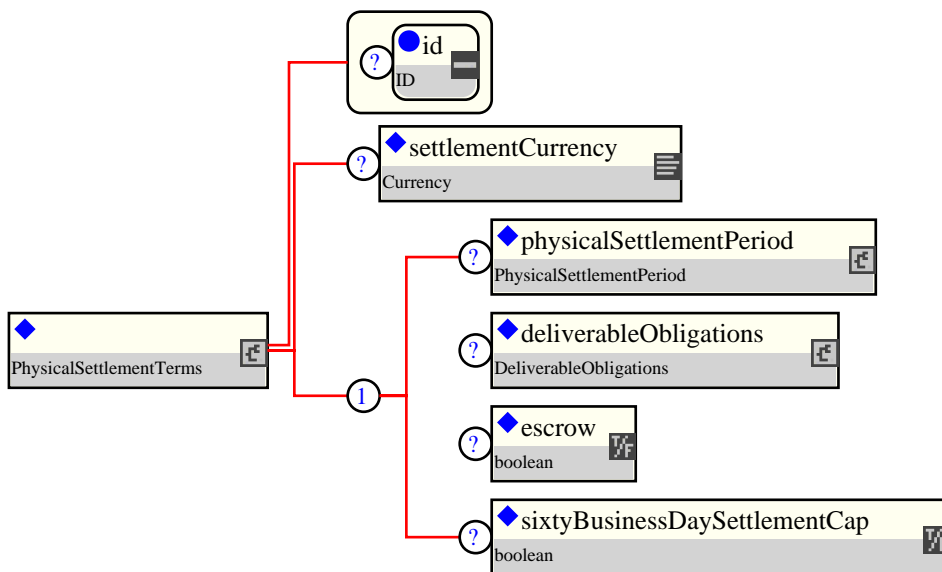 ? id
ID
? settlementCurrency
Currency
? physicalSettlementPeriod
PhysicalSettlementPeriod
PhysicalSettlementTerms
? deliverableObligations
DeliverableObligations
1
? escrow
boolean T/F
? sixtyBusinessDaySettlementCap
boolean T/F